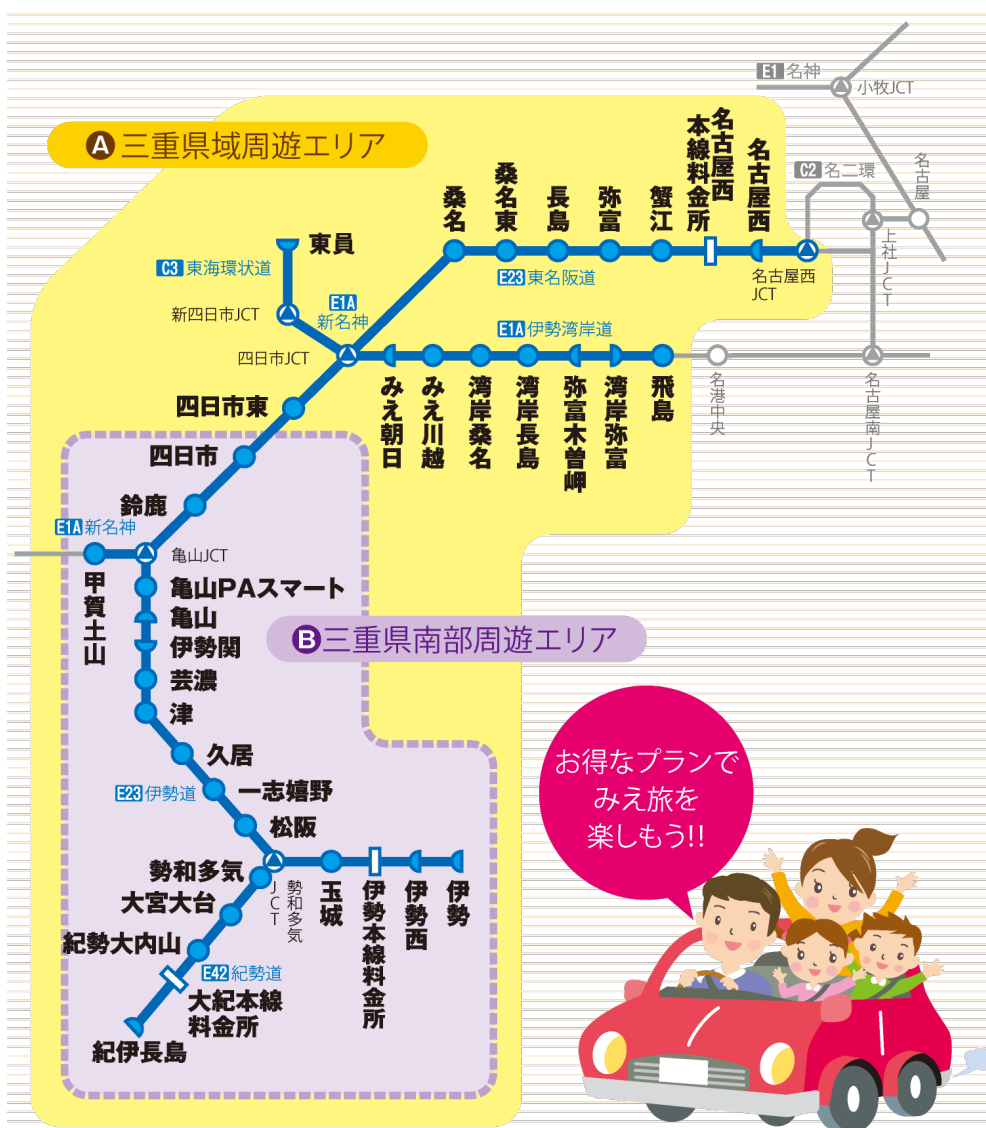 E1 名神
小牧JCT
A 三重県域周遊エリア
C2 名二環
名古屋
上社JCT
桑名
桑名東
長島
弥富
蟹江
名古屋西
本線料金所
名古屋西
名古屋西
JCT
E23 東名阪道
東員
C3 東海環状道
新四日市JCT
E1A
新名神
四日市JCT
E1A 伊勢湾岸道
みえ朝日
みえ川越
湾岸桑名
湾岸長島
弥富木曽岬
湾岸弥富
飛島
名港中央
名古屋南JCT
四日市東
四日市
鈴鹿
E1A 新名神
亀山JCT
甲賀土山
亀山PAスマート
亀山
伊勢関
B 三重県南部周遊エリア
芸濃
津
久居
E23 伊勢道
一志嬉野
松阪
勢和多気
JCT
勢和多気
玉城
伊勢本線料金所
伊勢西
伊勢
大宮大台
紀勢大内山
E42 紀勢道
大紀本線
料金所
紀伊長島
お得なプランで
みえ旅を
楽しもう!!